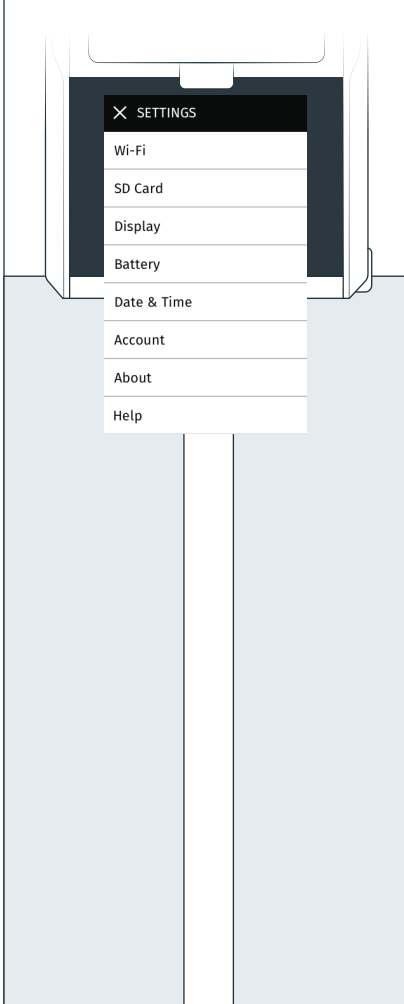 SETTINGS
Wi-Fi
SD Card
Display
Battery
Date & Time
Account
About
Help